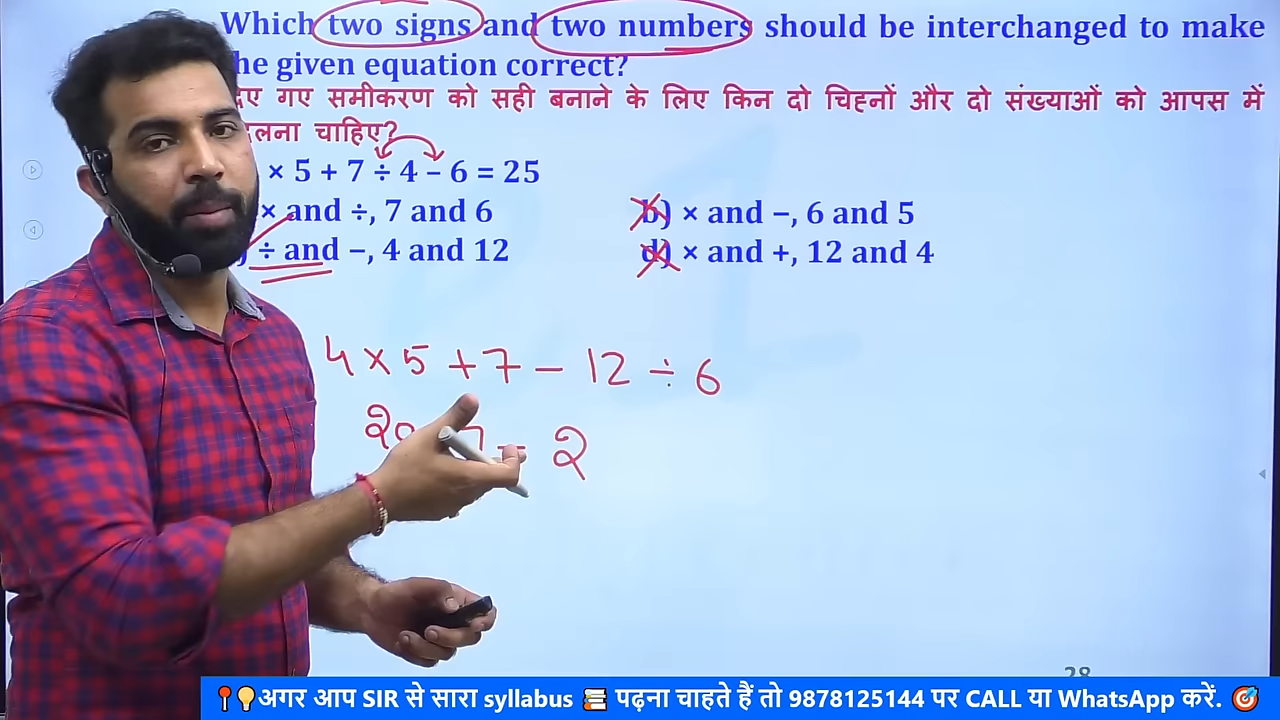 Which two signs and two numbers should be interchanged to make
he given equation correct?
दिए गए समीकरण को सही बनाने के लिए किन दो चिह्नों और दो संख्याओं को आपस में
लना चाहिए?
× 5 + 7 ÷ 4 – 6 = 25
× and ÷, 7 and 6
b) × and –, 6 and 5
) ÷ and –, 4 and 12
d) × and +, 12 and 4
4 × 5 + 7 – 12 ÷ 6
20 7 – 2
28
अगर आप SIR से सारा syllabus 📚 पढ़ना चाहते हैं तो 9878125144 पर CALL या WhatsApp करें. 🎯